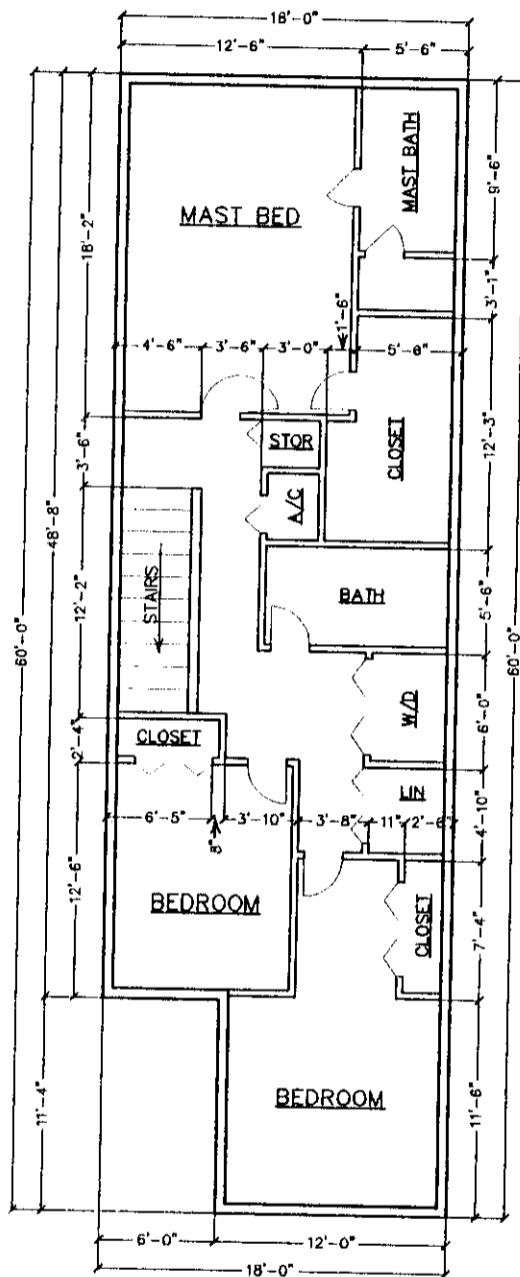 18'-0"
12'-6"
5'-6"
MAST BATH
9'-6"
MAST BED
18'-2"
3'-1"
1'-6"
4'-6"
3'-6"
3'-0"
5'-6"
STOR
CLOSET
12'-3"
3'-6"
A/C
48'-8"
60'-0"
60'-0"
STAIRS
12'-2"
BATH
5'-6"
W/D
6'-0"
CLOSET
2'-4"
LIN
6'-5"
8"
3'-10"
3'-8"
11"
2'-6"
4'-10"
12'-6"
BEDROOM
CLOSET
7'-4"
BEDROOM
11'-4"
11'-6"
6'-0"
12'-0"
18'-0"